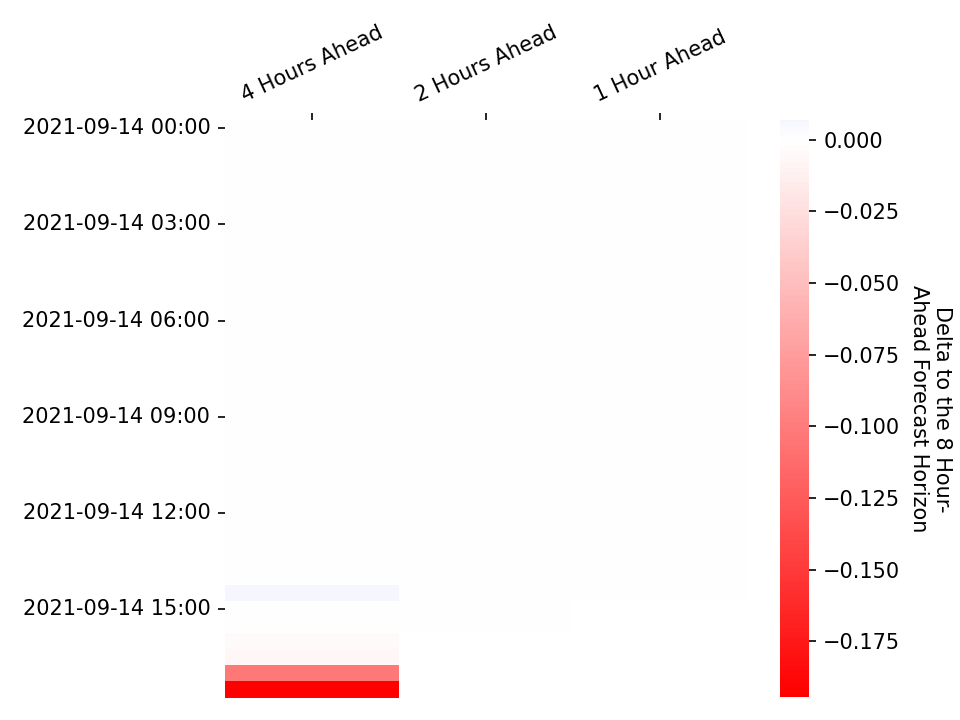 4 Hours Ahead
2 Hours Ahead
1 Hour Ahead
2021-09-14 00:00
2021-09-14 03:00
2021-09-14 06:00
2021-09-14 09:00
2021-09-14 12:00
2021-09-14 15:00
0.000
−0.025
−0.050
−0.075
−0.100
−0.125
−0.150
−0.175
Delta to the 8 Hour-
Ahead Forecast Horizon